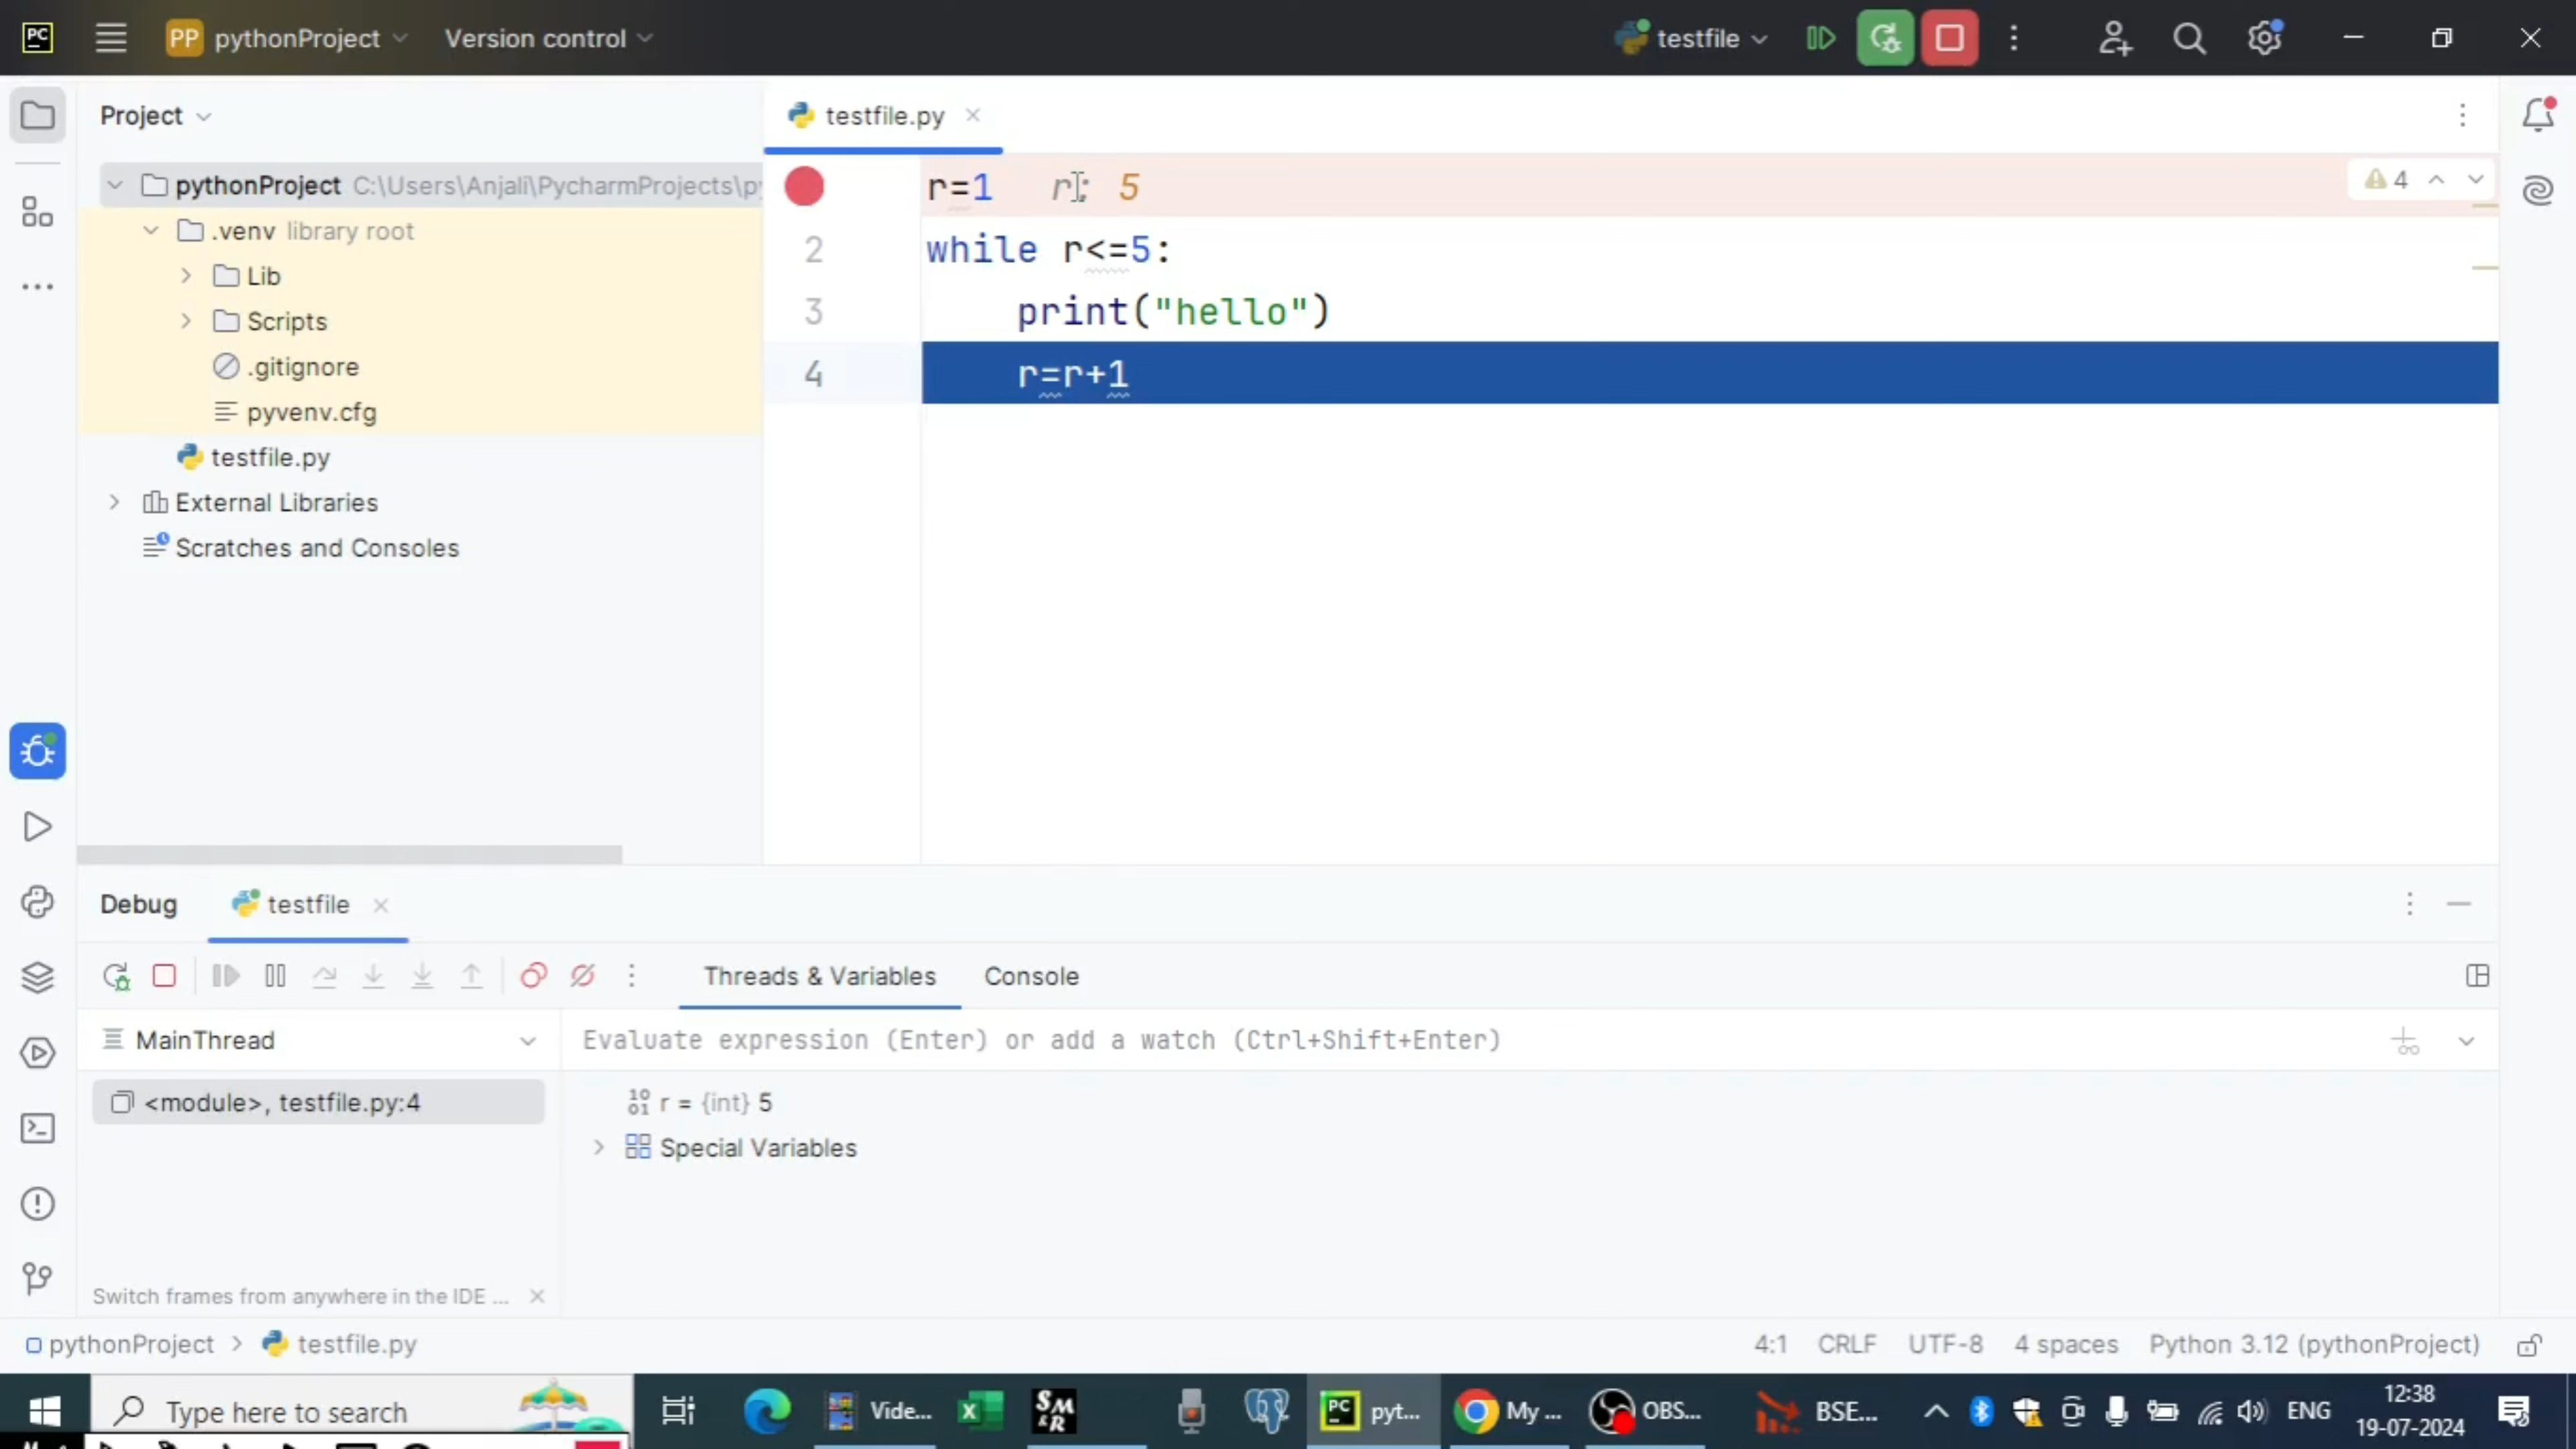 PC PP pythonProject Version control testfile
Project
testfile.py
pythonProject C:\Users\Anjali\PycharmProjects\p
.venv library root
Lib
Scripts
.gitignore
pyvenv.cfg
testfile.py
External Libraries
Scratches and Consoles
r=1 r: 5
4
2 while r<=5:
3 print("hello")
4 r=r+1
Debug testfile
Threads & Variables Console
MainThread
Evaluate expression (Enter) or add a watch (Ctrl+Shift+Enter)
<module>, testfile.py:4
r = {int} 5
Special Variables
Switch frames from anywhere in the IDE ...
pythonProject > testfile.py 4:1 CRLF UTF-8 4 spaces Python 3.12 (pythonProject)
Type here to search Vide... SM&R PC pyt... My ... OBS... BSE... ENG 12:38
19-07-2024